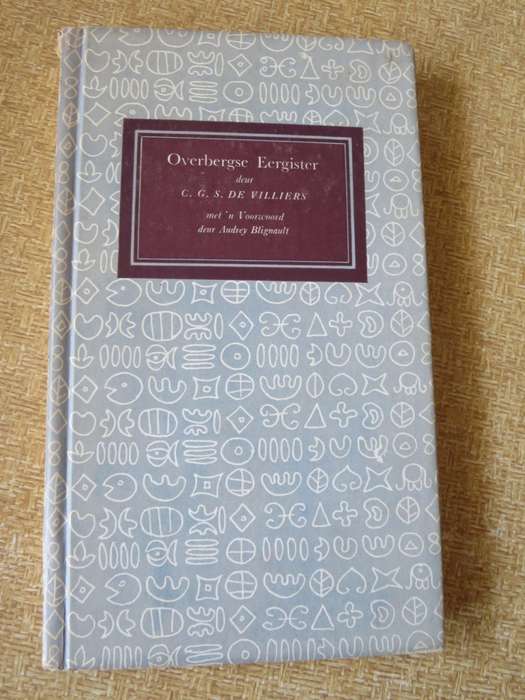 Overbergse Eergister
deur
C. G. S. DE VILLIERS
met 'n Voorwoord
deur Audrey Blignault